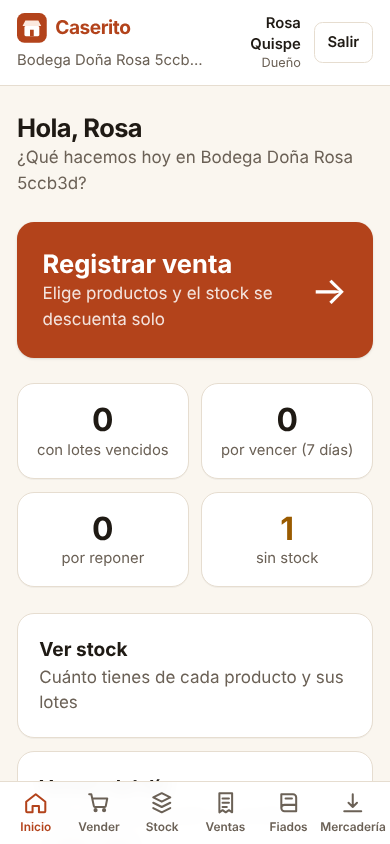 Caserito
Bodega Doña Rosa 5ccb...
Rosa
Quispe
Dueño
Salir
Hola, Rosa
¿Qué hacemos hoy en Bodega Doña Rosa
5ccb3d?
Registrar venta
Elige productos y el stock se
descuenta solo
0
con lotes vencidos
0
por vencer (7 días)
0
por reponer
1
sin stock
Ver stock
Cuánto tienes de cada producto y sus
lotes
Inicio
Vender
Stock
Ventas
Fiados
Mercadería